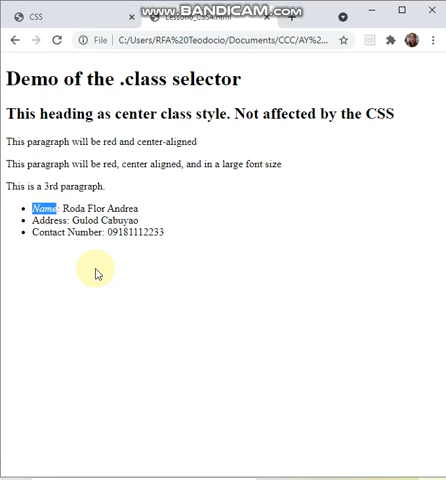 www.BANDICAM.com
CSS
Lesson6_CSS4.html
File C:/Users/RFA%20Teodocio/Documents/CCC/AY%...
Demo of the .class selector
This heading as center class style. Not affected by the CSS
This paragraph will be red and center-aligned
This paragraph will be red, center aligned, and in a large font size
This is a 3rd paragraph.
• Name: Roda Flor Andrea
• Address: Gulod Cabuyao
• Contact Number: 09181112233